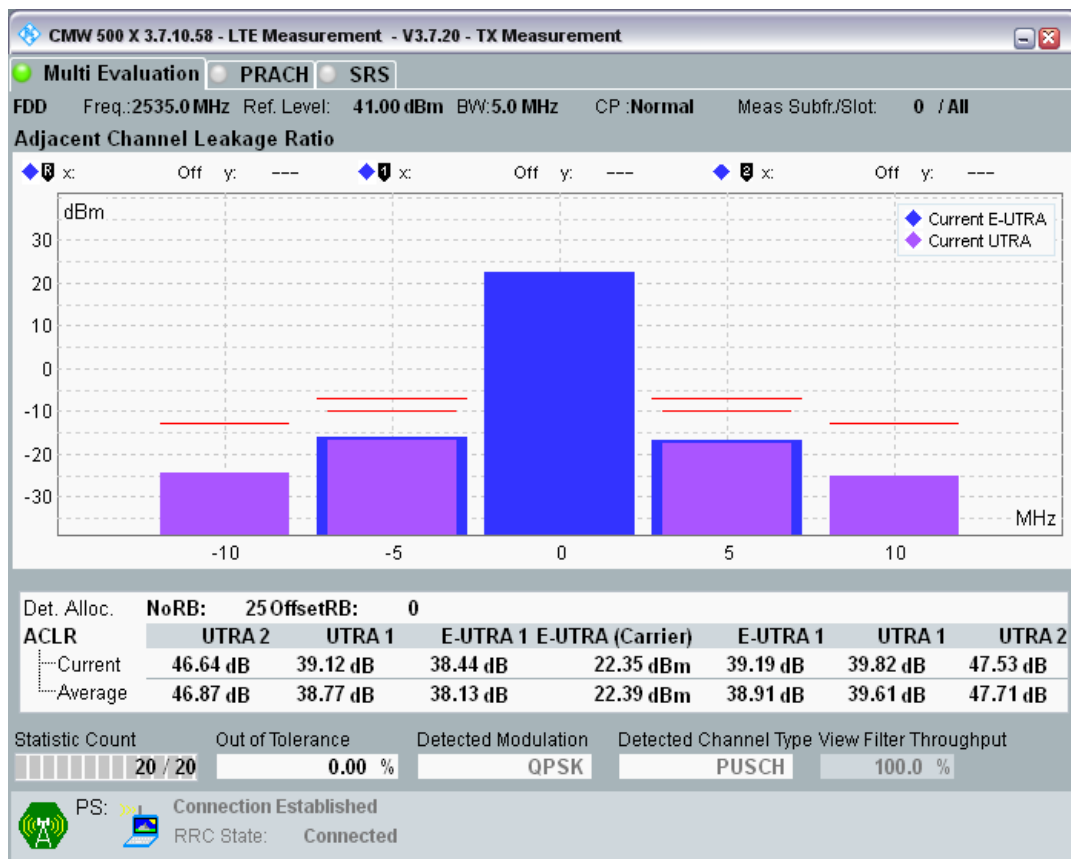 CMW 500 X 3.7.10.58 - LTE Measurement - V3.7.20 - TX Measurement
Multi Evaluation PRACH SRS
FDD Freq.:2535.0 MHz Ref. Level: 41.00 dBm BW:5.0 MHz CP :Normal Meas Subfr./Slot: 0 / All
Adjacent Channel Leakage Ratio
R x: Off y: --- 1 x: Off y: --- 2 x: Off y: ---
dBm
Current E-UTRA
Current UTRA
30
20
10
0
-10
-20
-30
MHz
-10 -5 0 5 10
Det. Alloc. NoRB: 25 OffsetRB: 0
ACLR UTRA 2 UTRA 1 E-UTRA 1 E-UTRA (Carrier) E-UTRA 1 UTRA 1 UTRA 2
Current 46.64 dB 39.12 dB 38.44 dB 22.35 dBm 39.19 dB 39.82 dB 47.53 dB
Average 46.87 dB 38.77 dB 38.13 dB 22.39 dBm 38.91 dB 39.61 dB 47.71 dB
Statistic Count Out of Tolerance Detected Modulation Detected Channel Type View Filter Throughput
20 / 20 0.00 % QPSK PUSCH 100.0 %
PS: Connection Established
RRC State: Connected